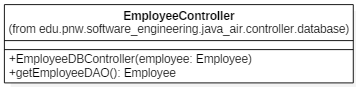 EmployeeController
(from edu.pnw.software_engineering.java_air.controller.database)
+EmployeeDBController(employee: Employee)
+getEmployeeDAO(): Employee